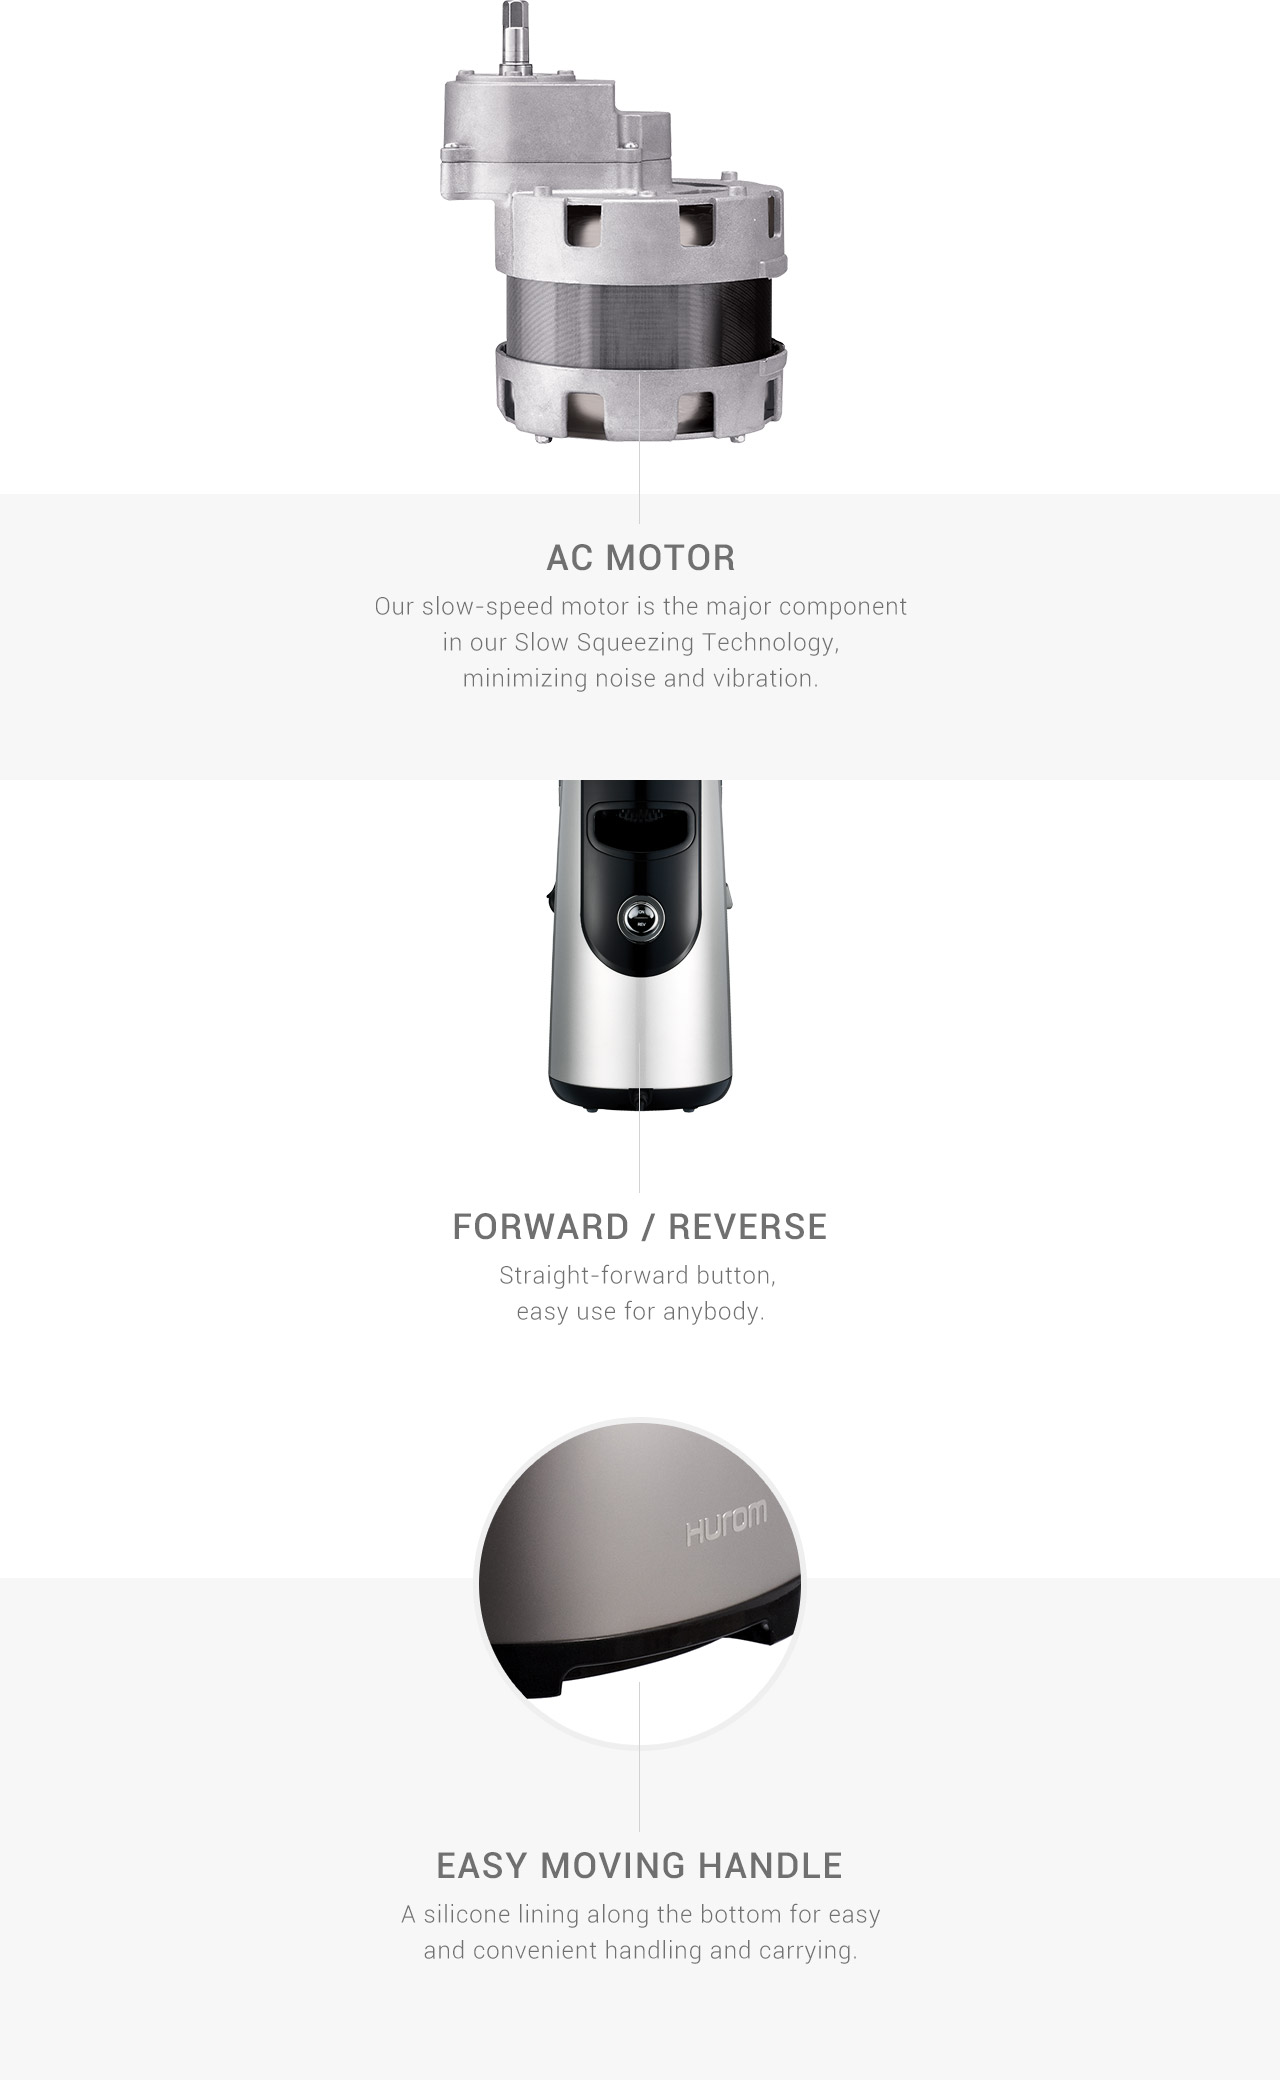 AC MOTOR
Our slow-speed motor is the major component
in our Slow Squeezing Technology,
minimizing noise and vibration.
REV
FORWARD / REVERSE
Straight-forward button,
easy use for anybody.
Hurom
EASY MOVING HANDLE
A silicone lining along the bottom for easy
and convenient handling and carrying.